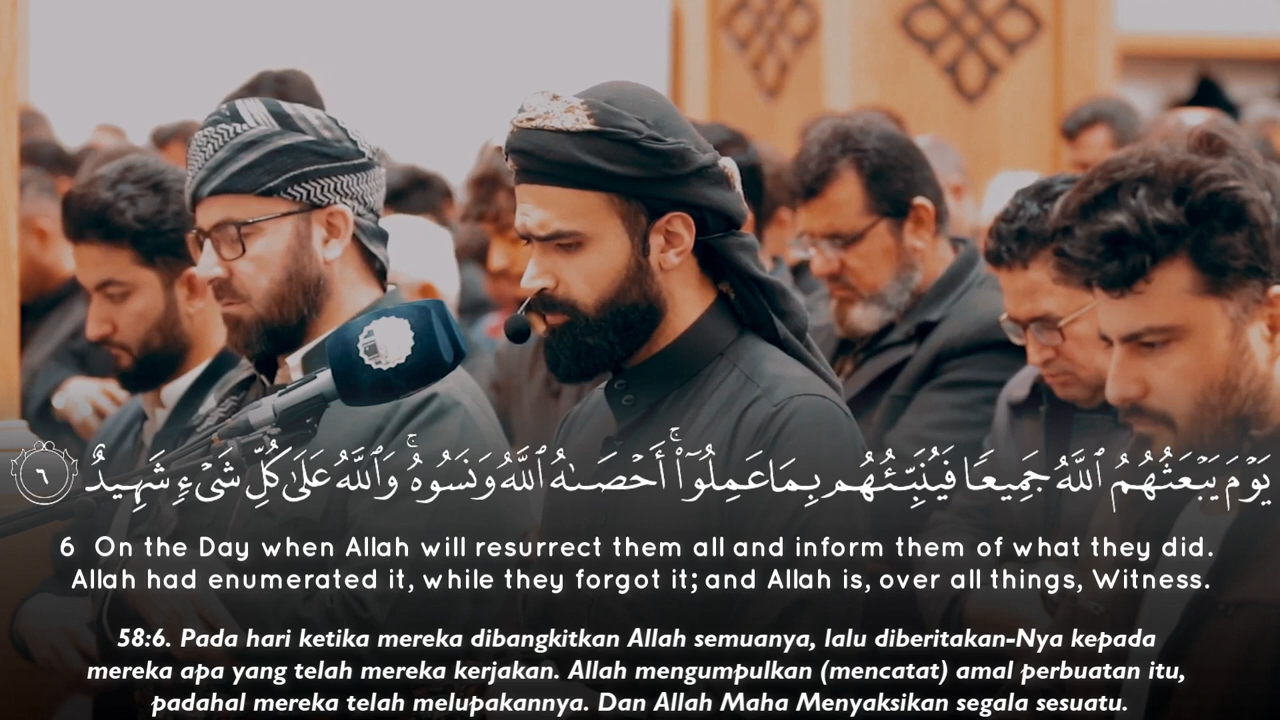 يَوْمَ يَبْعَثُهُمُ ٱللَّهُ جَمِيعًا فَيُنَبِّئُهُم بِمَا عَمِلُوٓا۟ ۚ أَحْصَىٰهُ ٱللَّهُ وَنَسُوهُ ۚ وَٱللَّهُ عَلَىٰ كُلِّ شَىْءٍ شَهِيدٌ ٦
6 On the Day when Allah will resurrect them all and inform them of what they did.
Allah had enumerated it, while they forgot it; and Allah is, over all things, Witness.
58:6. Pada hari ketika mereka dibangkitkan Allah semuanya, lalu diberitakan-Nya kepada
mereka apa yang telah mereka kerjakan. Allah mengumpulkan (mencatat) amal perbuatan itu,
padahal mereka telah melupakannya. Dan Allah Maha Menyaksikan segala sesuatu.